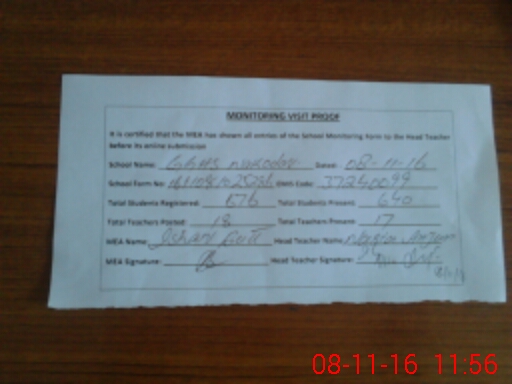 MONITORING VISIT PROOF
It is certified that the MEA has shown all entries of the School Monitoring Form to the Head Teacher
before its online submission
School Name: GGHS Dated: 08-11-16
School Form No: EMIS Code: 37240099
Total Students Registered: 676 Total Students Present: 640
Total Teachers Posted: 18 Total Teachers Present: 17
MEA Name: Head Teacher Name:
MEA Signature: Head Teacher Signature:
08-11-16 11:56